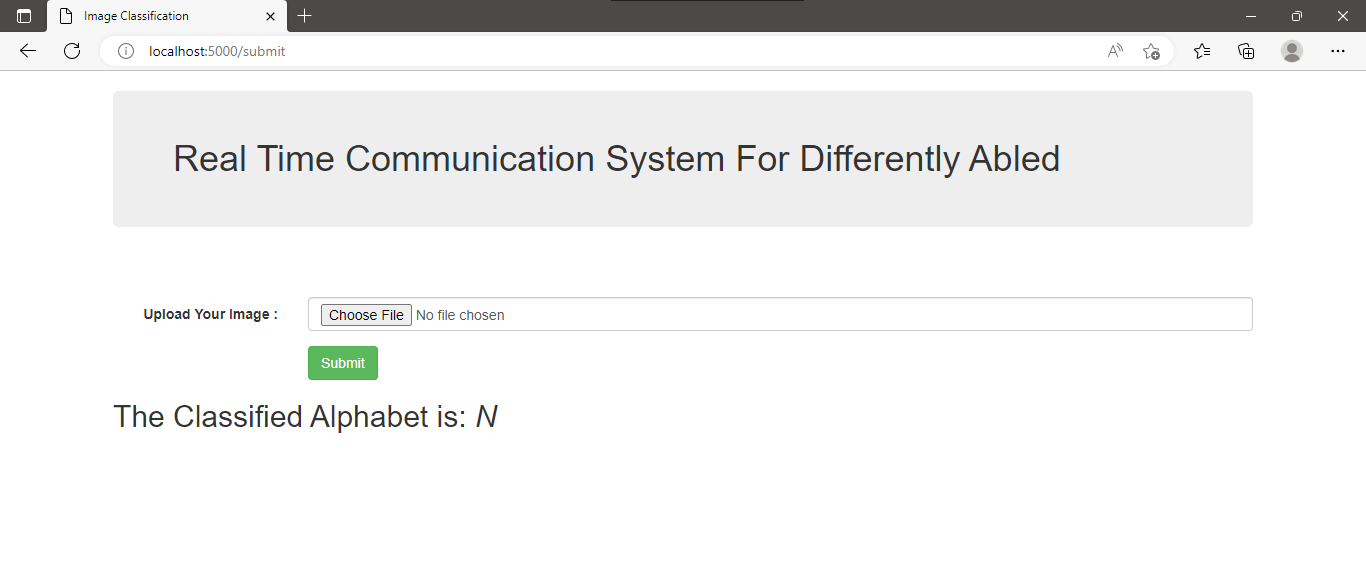 Image Classification
localhost:5000/submit
Real Time Communication System For Differently Abled
Upload Your Image : Choose File No file chosen
Submit
The Classified Alphabet is: N